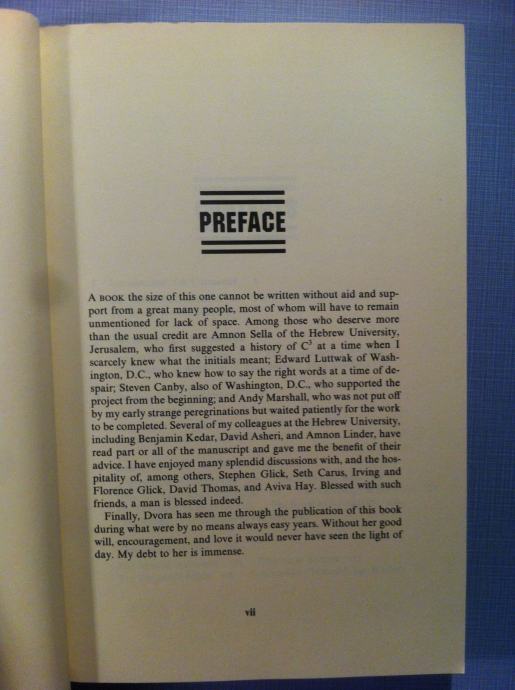 PREFACE
A BOOK the size of this one cannot be written without aid and sup-
port from a great many people, most of whom will have to remain
unmentioned for lack of space. Among those who deserve more
than the usual credit are Amnon Sella of the Hebrew University,
Jerusalem, who first suggested a history of C³ at a time when I
scarcely knew what the initials meant; Edward Luttwak of Wash-
ington, D.C., who knew how to say the right words at a time of de-
spair; Steven Canby, also of Washington, D.C., who supported the
project from the beginning; and Andy Marshall, who was not put off
by my early strange peregrinations but waited patiently for the work
to be completed. Several of my colleagues at the Hebrew University,
including Benjamin Kedar, David Asheri, and Amnon Linder, have
read part or all of the manuscript and gave me the benefit of their
advice. I have enjoyed many splendid discussions with, and the hos-
pitality of, among others, Stephen Glick, Seth Carus, Irving and
Florence Glick, David Thomas, and Aviva Hay. Blessed with such
friends, a man is blessed indeed.
Finally, Dvora has seen me through the publication of this book
during what were by no means always easy years. Without her good
will, encouragement, and love it would never have seen the light of
day. My debt to her is immense.
vii